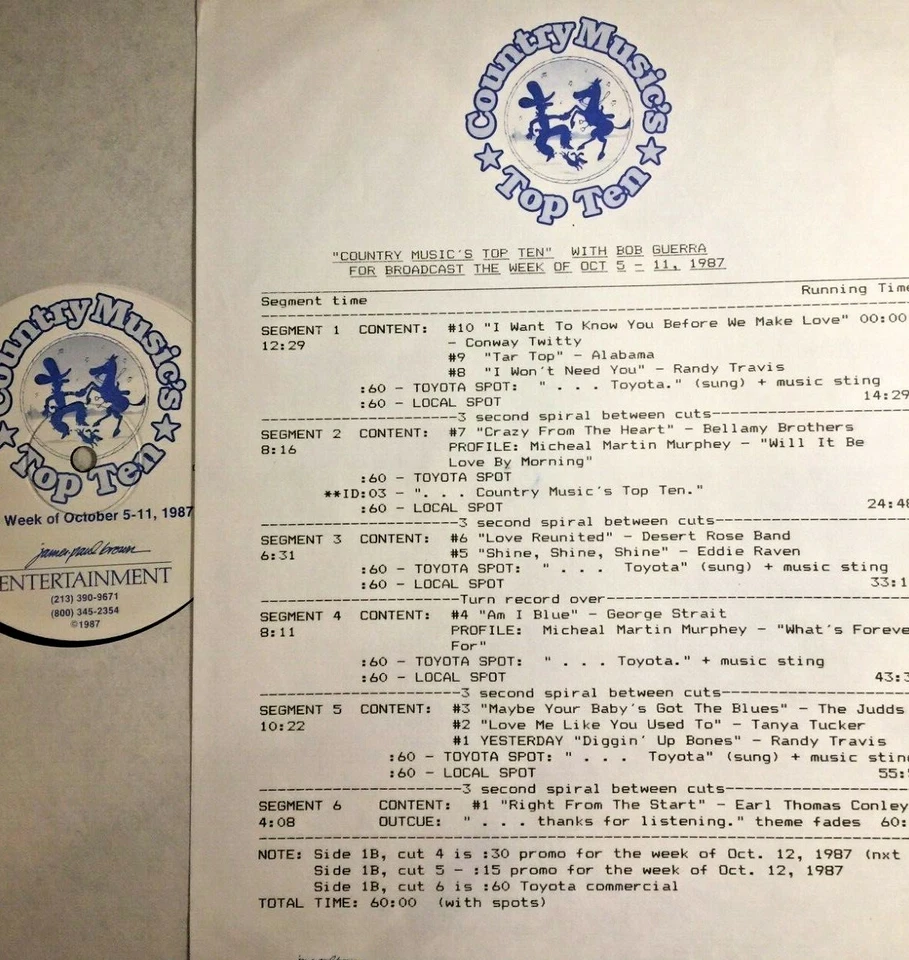 Country Music's
Top Ten
Week of October 5-11, 1987
james paul brown
ENTERTAINMENT
(213) 390-9671
(800) 345-2354
©1987
Country Music's
Top Ten
"COUNTRY MUSIC'S TOP TEN" WITH BOB GUERRA
FOR BROADCAST THE WEEK OF OCT 5 - 11, 1987
Segment time Running Time
SEGMENT 1 CONTENT: #10 "I Want To Know You Before We Make Love" 00:00
12:29 - Conway Twitty
#9 "Tar Top" - Alabama
#8 "I Won't Need You" - Randy Travis
:60 - TOYOTA SPOT: " . . . Toyota." (sung) + music sting
:60 - LOCAL SPOT 14:29
3 second spiral between cuts
SEGMENT 2 CONTENT: #7 "Crazy From The Heart" - Bellamy Brothers
8:16 PROFILE: Micheal Martin Murphey - "Will It Be
Love By Morning"
:60 - TOYOTA SPOT
**ID:03 - ". . . Country Music's Top Ten."
:60 - LOCAL SPOT 24:48
3 second spiral between cuts
SEGMENT 3 CONTENT: #6 "Love Reunited" - Desert Rose Band
6:31 #5 "Shine, Shine, Shine" - Eddie Raven
:60 - TOYOTA SPOT: " . . . Toyota" (sung) + music sting
:60 - LOCAL SPOT 33:1
Turn record over
SEGMENT 4 CONTENT: #4 "Am I Blue" - George Strait
8:11 PROFILE: Micheal Martin Murphey - "What's Foreve
For"
:60 - TOYOTA SPOT: " . . . Toyota." + music sting
:60 - LOCAL SPOT 43:3
3 second spiral between cuts
SEGMENT 5 CONTENT: #3 "Maybe Your Baby's Got The Blues" - The Judds
10:22 #2 "Love Me Like You Used To" - Tanya Tucker
#1 YESTERDAY "Diggin' Up Bones" - Randy Travis
:60 - TOYOTA SPOT: " . . . Toyota" (sung) + music sting
:60 - LOCAL SPOT 55:
3 second spiral between cuts
SEGMENT 6 CONTENT: #1 "Right From The Start" - Earl Thomas Conley
4:08 OUTCUE: " . . . thanks for listening." theme fades 60:
NOTE: Side 1B, cut 4 is :30 promo for the week of Oct. 12, 1987 (nxt
Side 1B, cut 5 - :15 promo for the week of Oct. 12, 1987
Side 1B, cut 6 is :60 Toyota commercial
TOTAL TIME: 60:00 (with spots)